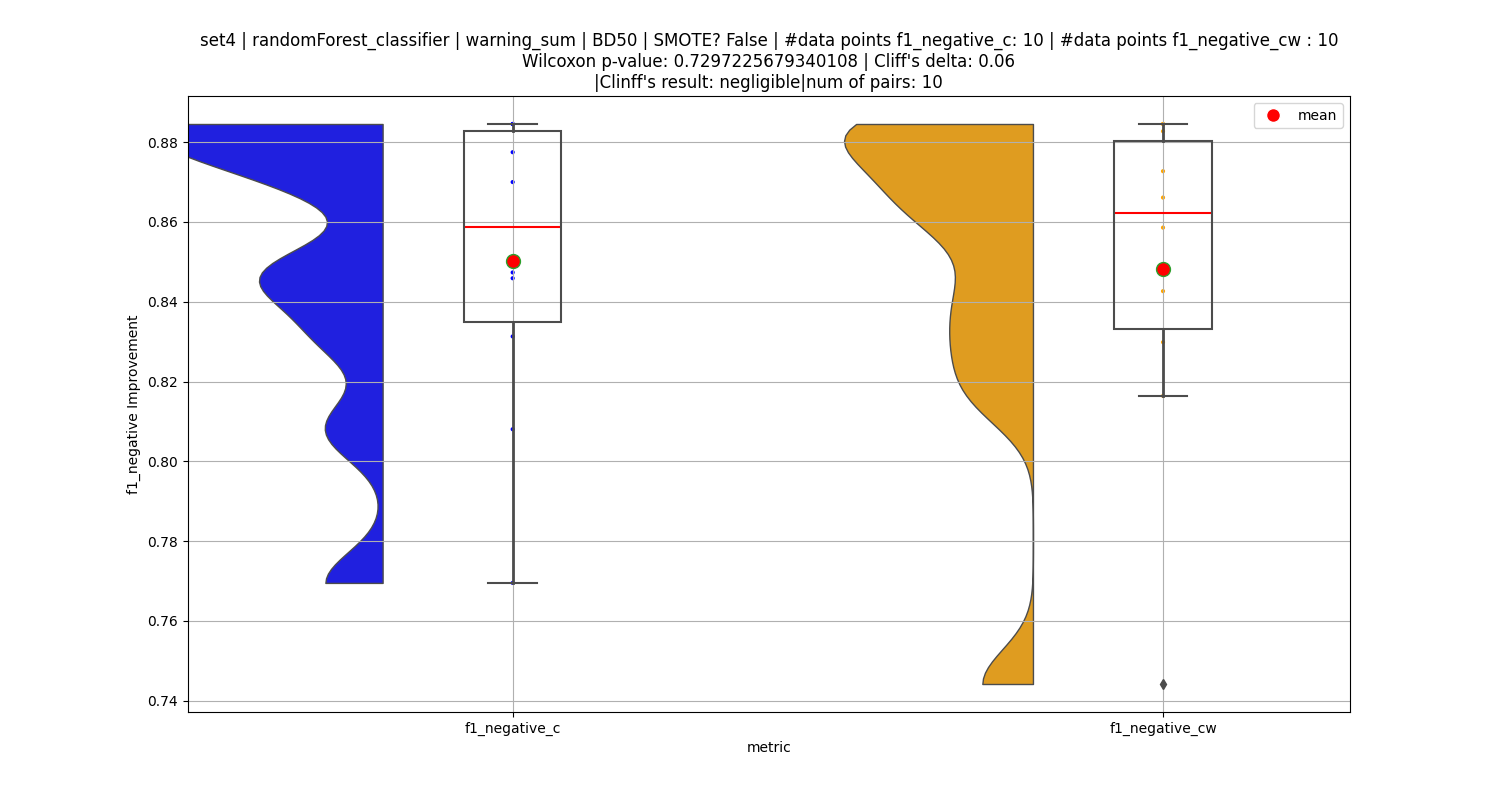 set4 | randomForest_classifier | warning_sum | BD50 | SMOTE? False | #data points f1_negative_c: 10 | #data points f1_negative_cw : 10
Wilcoxon p-value: 0.7297225679340108 | Cliff's delta: 0.06
|Clinff's result: negligible|num of pairs: 10
mean
0.88
0.86
0.84
0.82
0.80
0.78
0.76
0.74
f1_negative Improvement
f1_negative_c
f1_negative_cw
metric